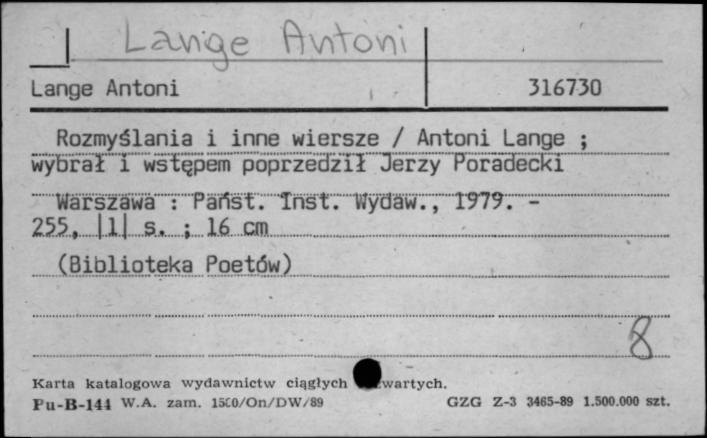 Lange Antoni
Lange Antoni 316730
Rozmyślania i inne wiersze / Antoni Lange ;
wybrał i wstępem poprzedził Jerzy Poradecki
Warszawa : Państ. Inst. Wydaw., 1979. -
255, |1| s. ; 16 cm
(Biblioteka Poetów)
8
Karta katalogowa wydawnictw ciągłych wartych.
Pu-B-144 W.A. zam. 1500/On/DW/89 GZG Z-3 3465-89 1.500.000 szt.